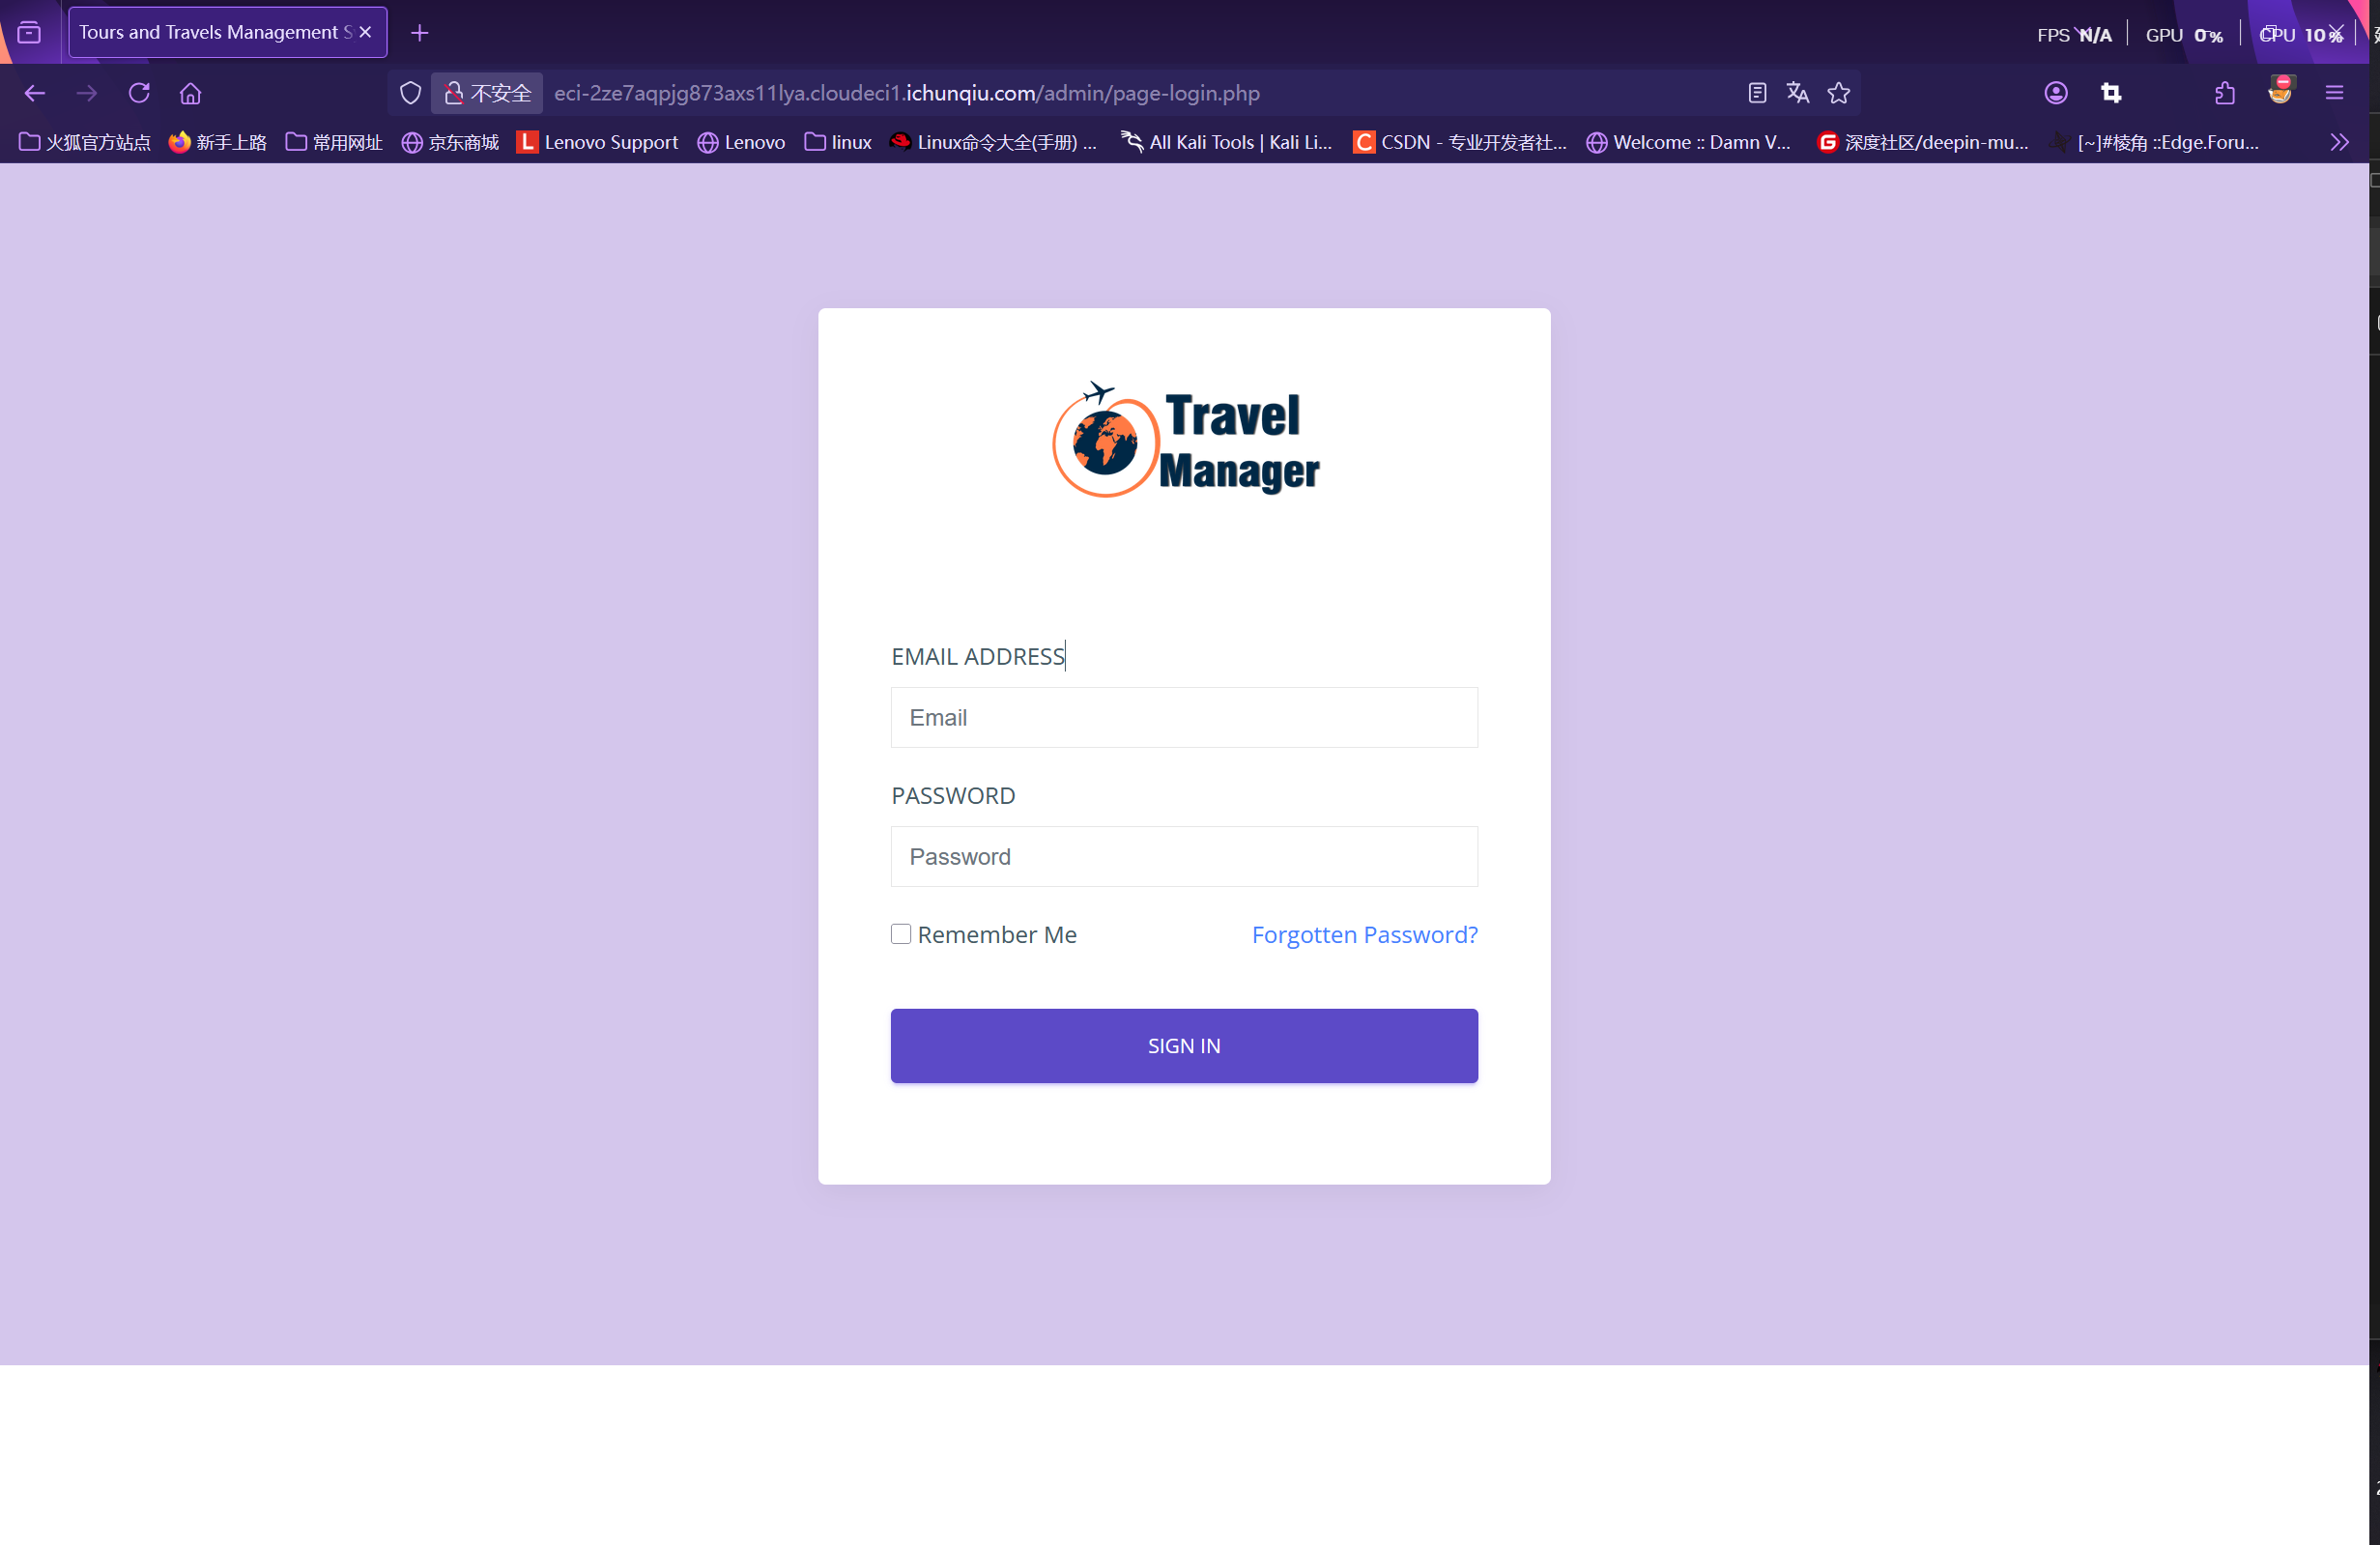 Tours and Travels Management S
FPS N/A GPU 0% CPU 10%
不安全 eci-2ze7aqpjg873axs11lya.cloudeci1.ichunqiu.com/admin/page-login.php
火狐官方站点 新手上路 常用网址 京东商城 Lenovo Support Lenovo linux Linux命令大全(手册) ... All Kali Tools | Kali Li... CSDN - 专业开发者社... Welcome :: Damn V... 深度社区/deepin-mu... [~]#棱角 ::Edge.Foru...
Travel
Manager
EMAIL ADDRESS
Email
PASSWORD
Password
Remember Me Forgotten Password?
SIGN IN